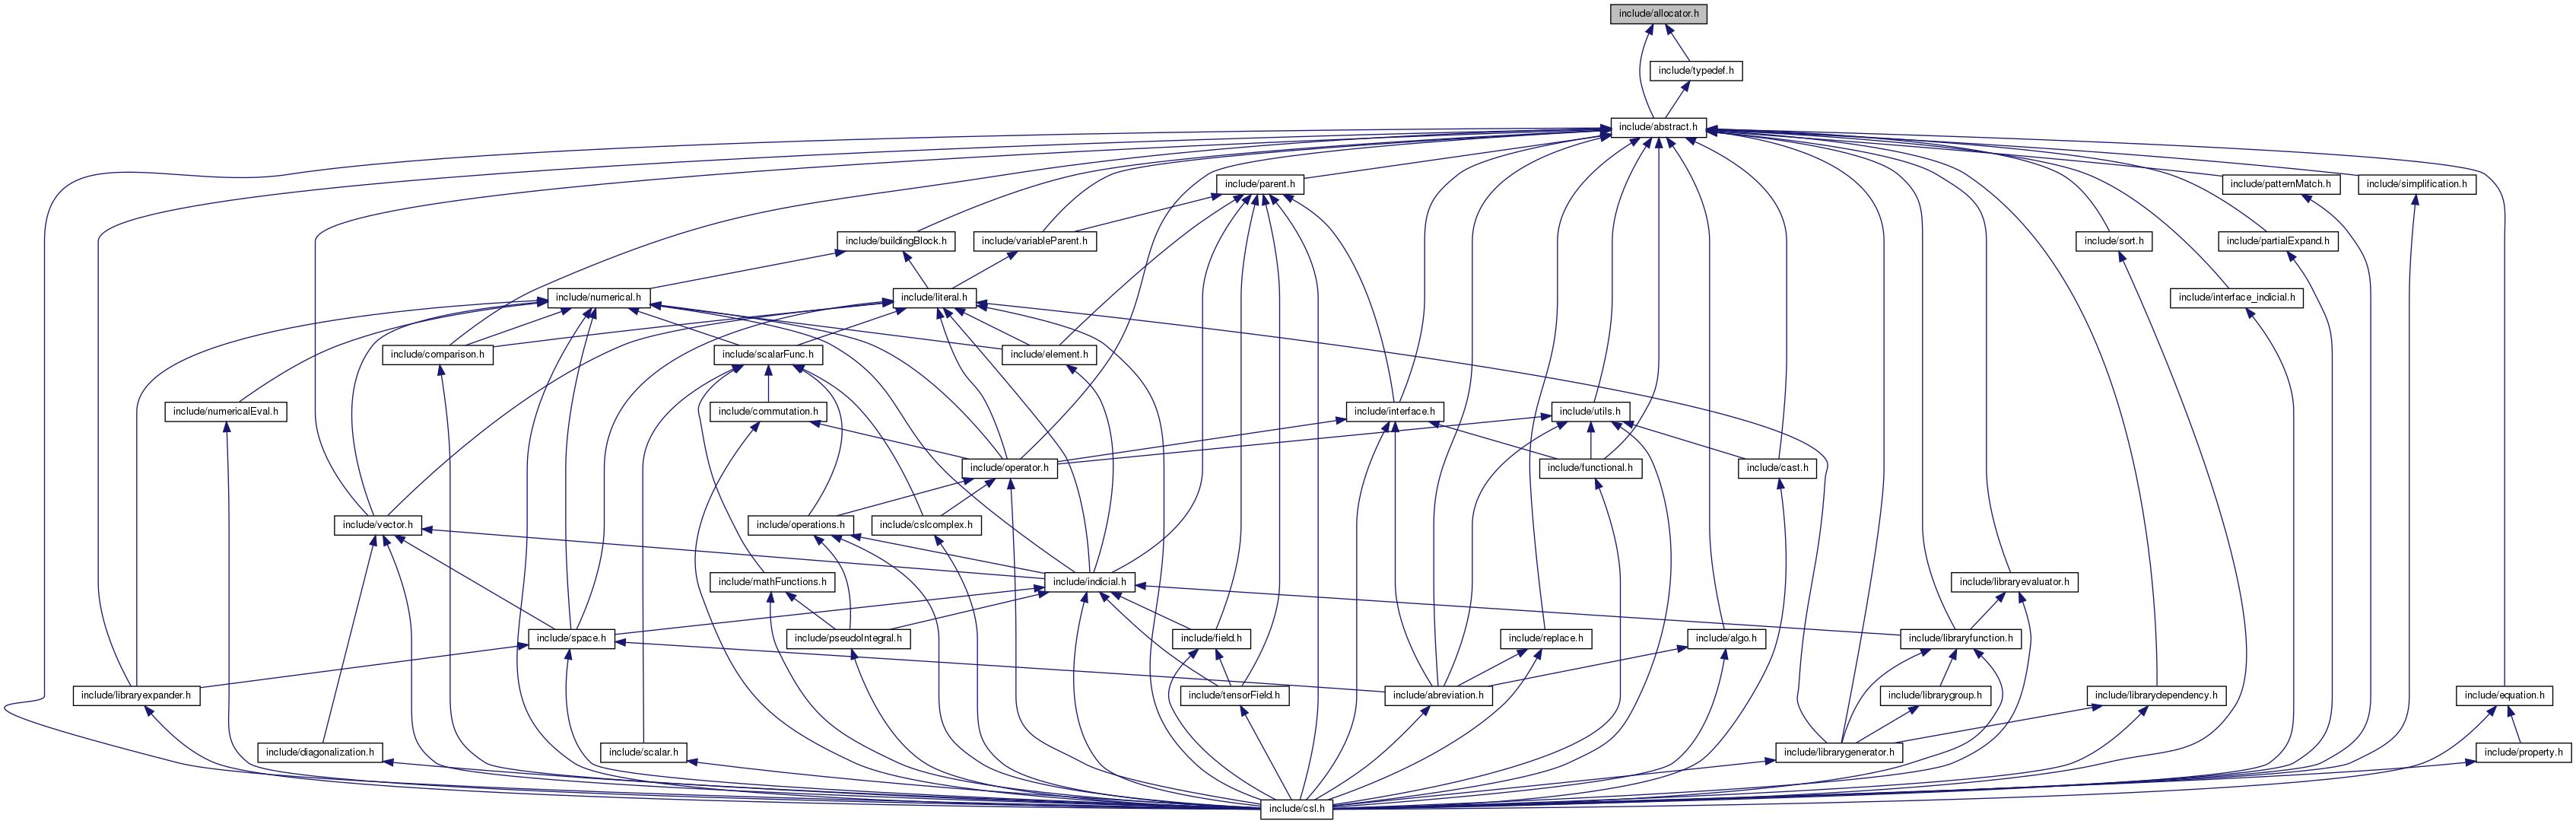 include/allocator.h
include/typedef.h
include/abstract.h
include/parent.h
include/patternMatch.h
include/simplification.h
include/buildingBlock.h
include/variableParent.h
include/sort.h
include/partialExpand.h
include/numerical.h
include/literal.h
include/interface_indicial.h
include/comparison.h
include/scalarFunc.h
include/element.h
include/numericalEval.h
include/commutation.h
include/interface.h
include/utils.h
include/operator.h
include/functional.h
include/cast.h
include/vector.h
include/operations.h
include/cslcomplex.h
include/mathFunctions.h
include/indicial.h
include/libraryevaluator.h
include/space.h
include/pseudoIntegral.h
include/field.h
include/replace.h
include/algo.h
include/libraryfunction.h
include/libraryexpander.h
include/tensorField.h
include/abreviation.h
include/librarygroup.h
include/librarydependency.h
include/equation.h
include/diagonalization.h
include/scalar.h
include/librarygenerator.h
include/property.h
include/csl.h